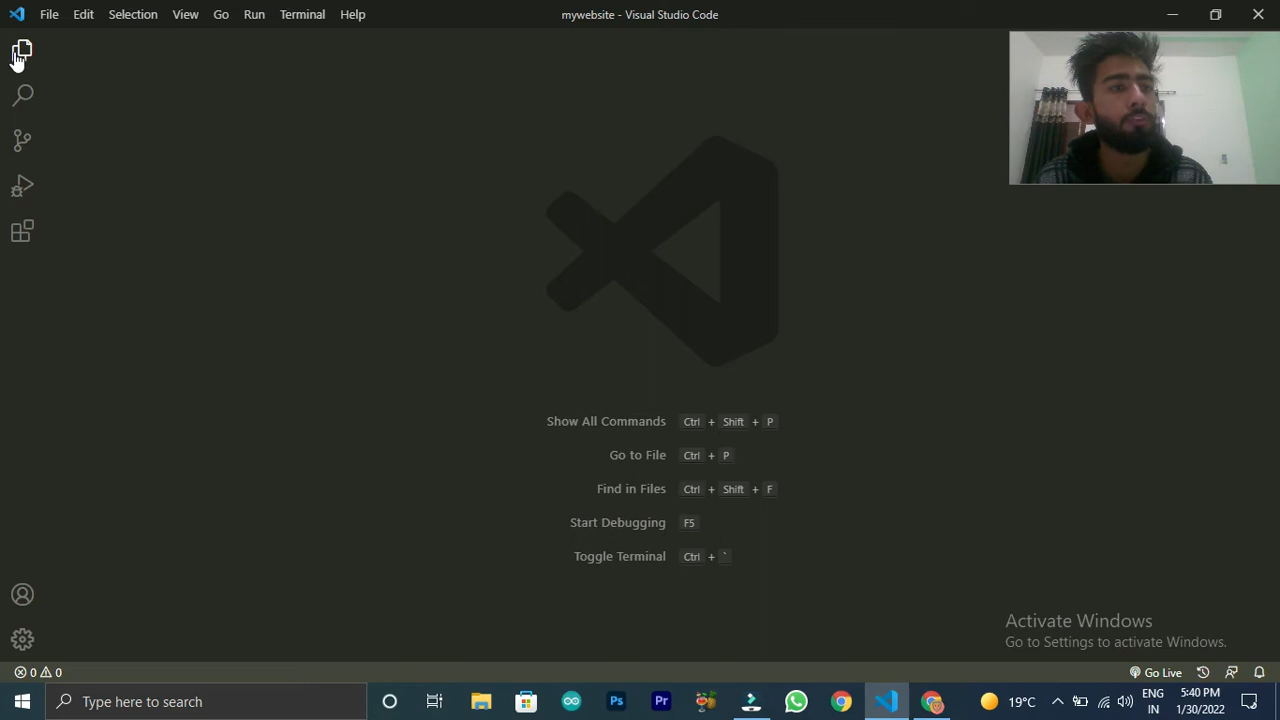 File Edit Selection View Go Run Terminal Help
mywebsite - Visual Studio Code
Show All Commands Ctrl + Shift + P
Go to File Ctrl + P
Find in Files Ctrl + Shift + F
Start Debugging F5
Toggle Terminal Ctrl + `
Activate Windows
Go to Settings to activate Windows.
0 0
Go Live
Type here to search
Ps
Pr
19°C
ENG
IN
5:40 PM
1/30/2022